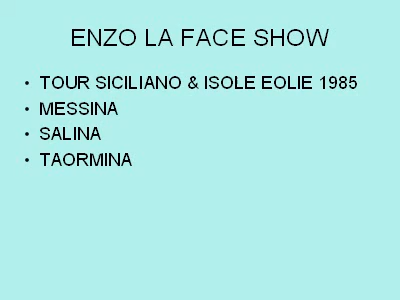 ENZO LA FACE SHOW
• TOUR SICILIANO & ISOLE EOLIE 1985
• MESSINA
• SALINA
• TAORMINA